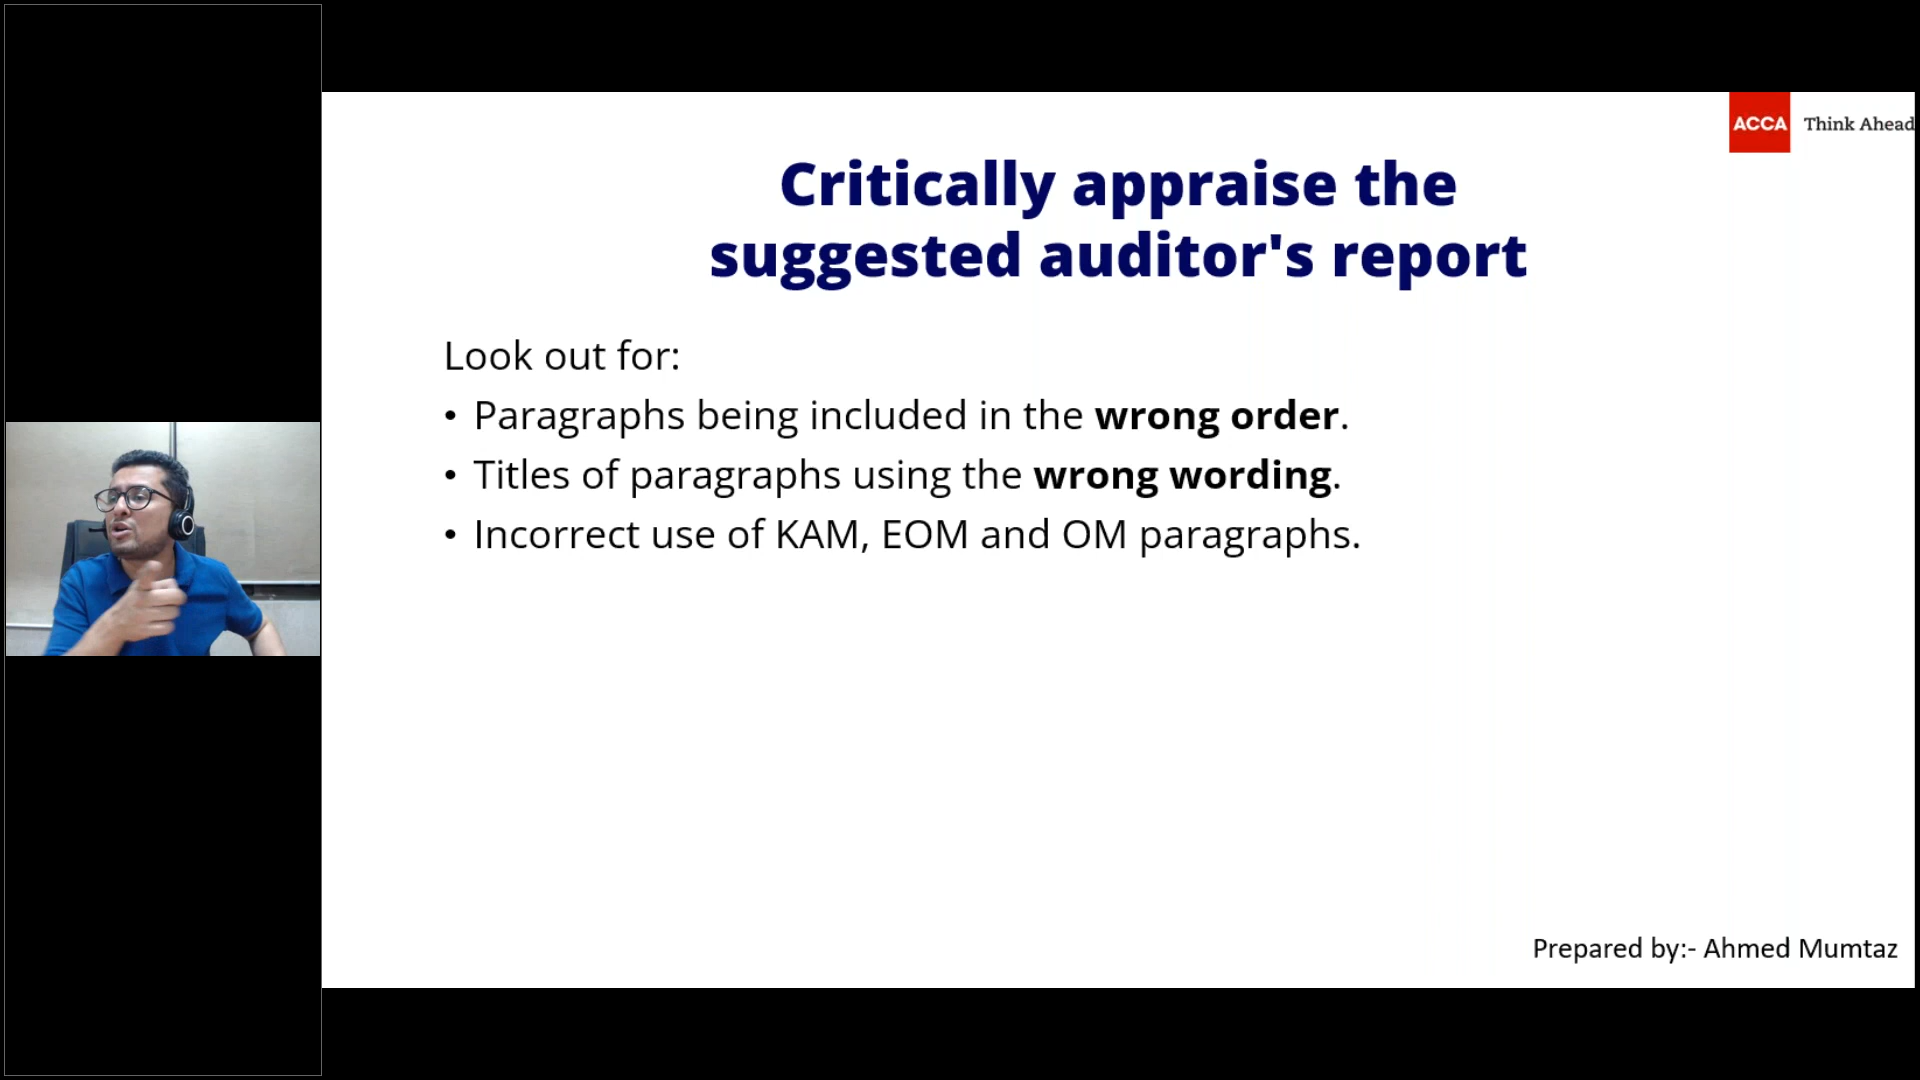 ACCA Think Ahead
Critically appraise the
suggested auditor's report
Look out for:
• Paragraphs being included in the wrong order.
• Titles of paragraphs using the wrong wording.
• Incorrect use of KAM, EOM and OM paragraphs.
Prepared by:- Ahmed Mumtaz